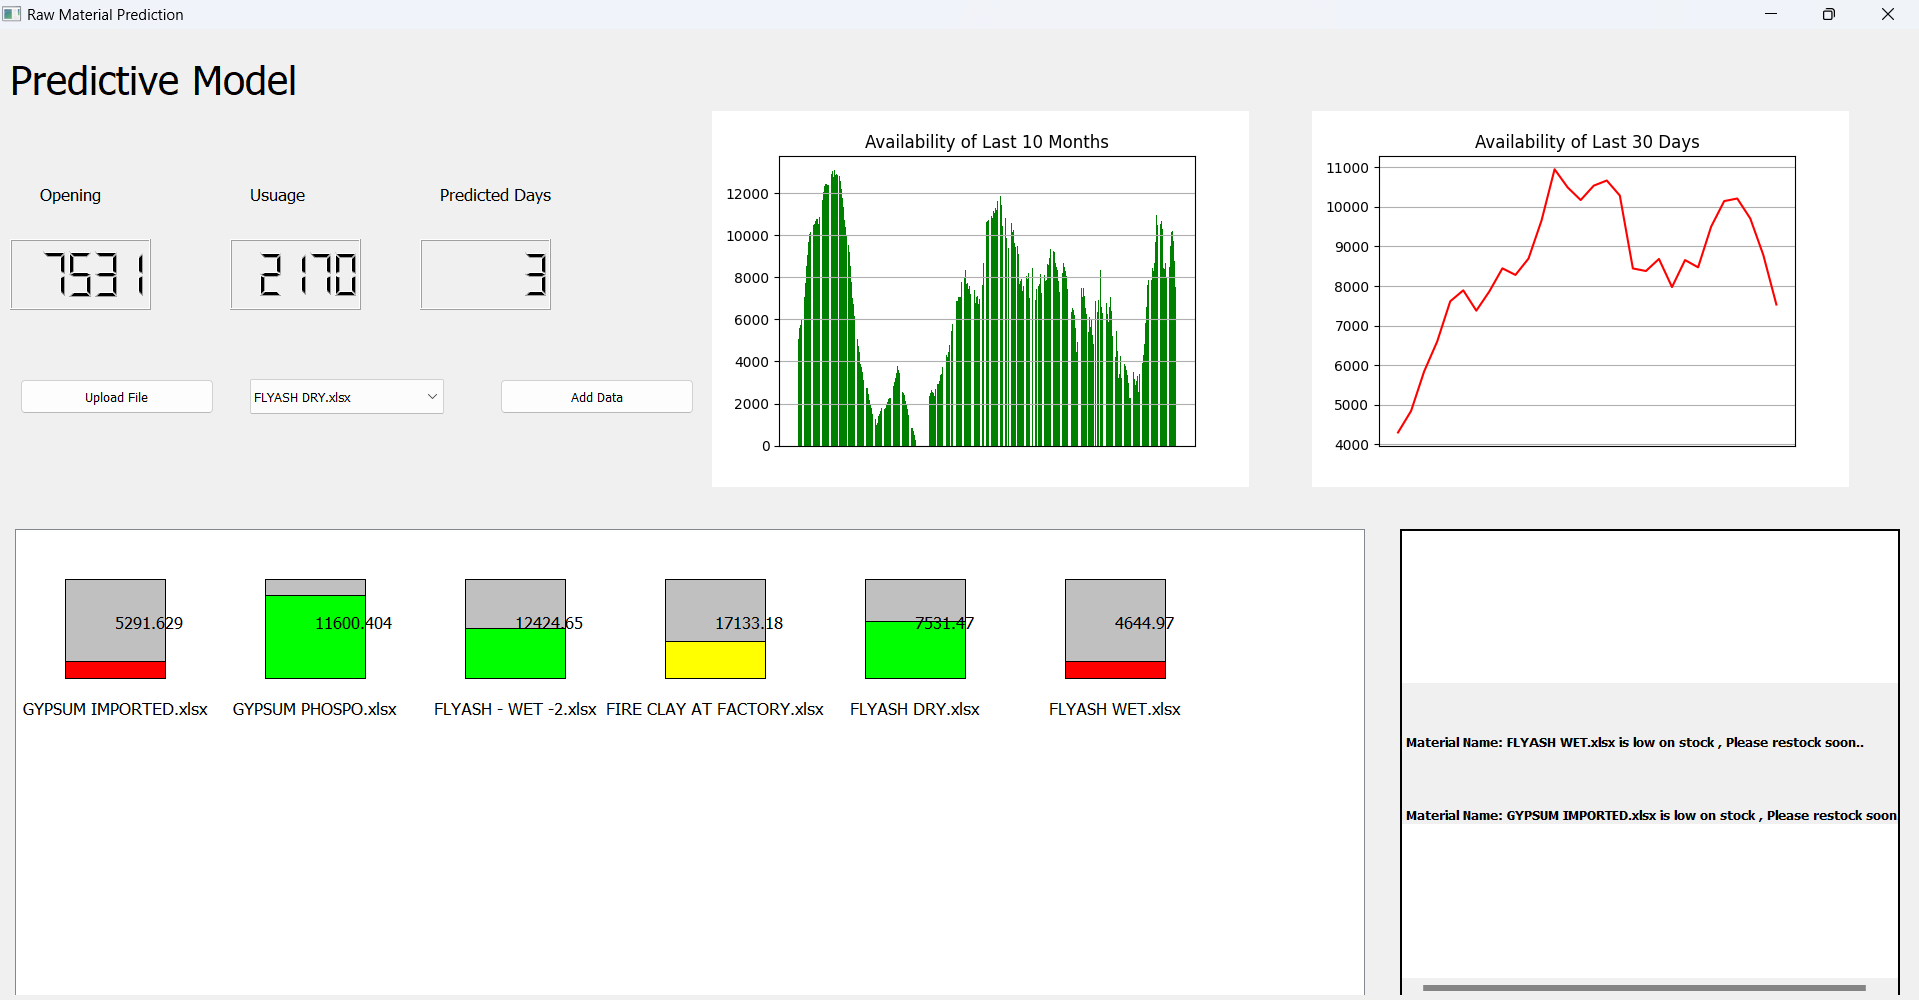 Raw Material Prediction
Predictive Model
Opening
Usuage
Predicted Days
7531
2170
3
Upload File
FLYASH DRY.xlsx
Add Data
Availability of Last 10 Months
12000
10000
8000
6000
4000
2000
0
Availability of Last 30 Days
11000
10000
9000
8000
7000
6000
5000
4000
5291.629
11600.404
12424.65
17133.18
7531.47
4644.97
GYPSUM IMPORTED.xlsx
GYPSUM PHOSPO.xlsx
FLYASH - WET -2.xlsx
FIRE CLAY AT FACTORY.xlsx
FLYASH DRY.xlsx
FLYASH WET.xlsx
Material Name: FLYASH WET.xlsx is low on stock , Please restock soon..
Material Name: GYPSUM IMPORTED.xlsx is low on stock , Please restock soon